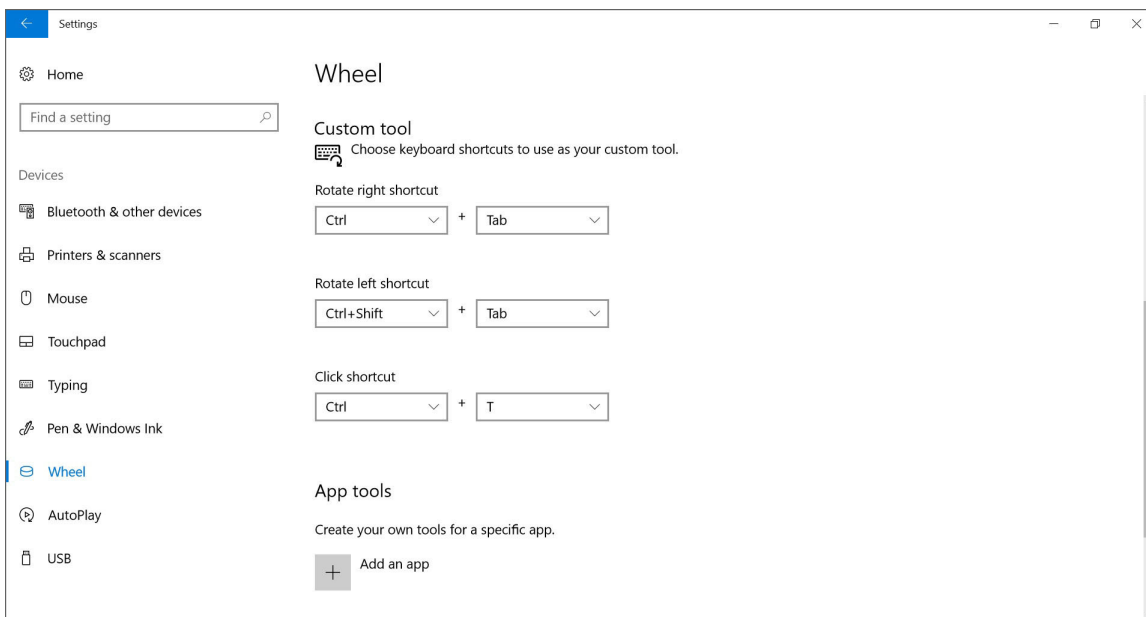 Settings
Home
Find a setting
Devices
Bluetooth & other devices
Printers & scanners
Mouse
Touchpad
Typing
Pen & Windows Ink
Wheel
AutoPlay
USB
Wheel
Custom tool
Choose keyboard shortcuts to use as your custom tool.
Rotate right shortcut
Ctrl + Tab
Rotate left shortcut
Ctrl+Shift + Tab
Click shortcut
Ctrl + T
App tools
Create your own tools for a specific app.
+ Add an app